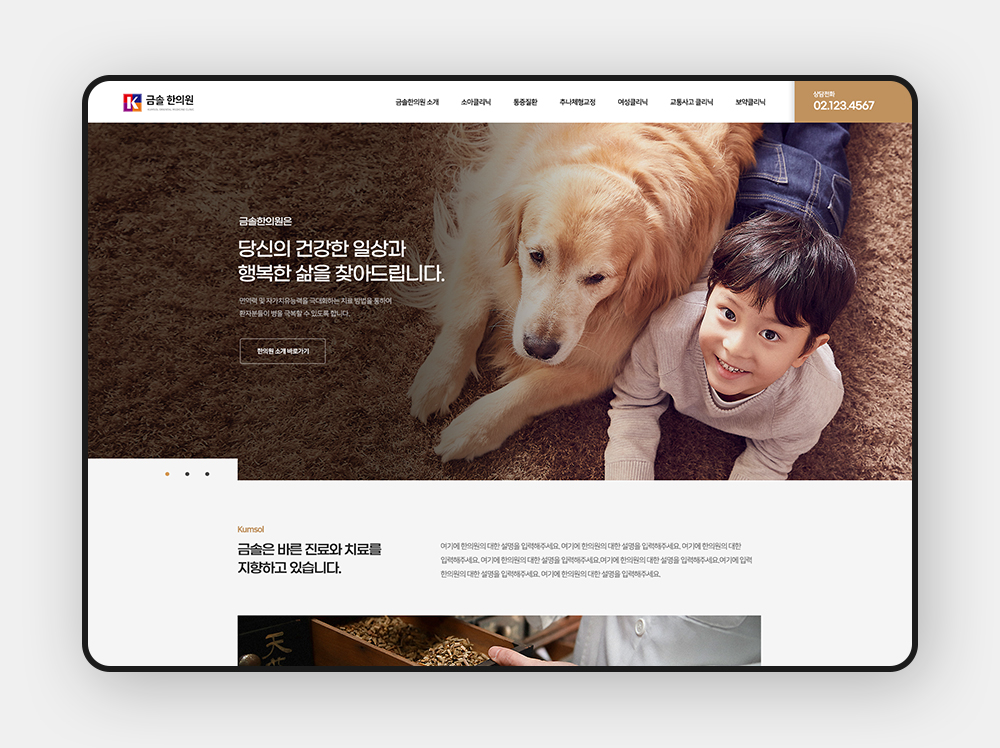 K 금솔 한의원
금솔한의원 소개 소아클리닉 통증질환 추나체형교정 여성클리닉 교통사고 클리닉 보약클리닉
상담전화
02.123.4567
금솔한의원은
당신의 건강한 일상과
행복한 삶을 찾아드립니다.
면역력 및 자가치유능력을 극대화하는 치료 방법을 통하여
환자분들이 병을 극복할 수 있도록 합니다.
한의원 소개 바로가기
Kumsol
금솔은 바른 진료와 치료를
지향하고 있습니다.
여기에 한의원의 대한 설명을 입력해주세요. 여기에 한의원의 대한 설명을 입력해주세요. 여기에 한의원의 대한
입력해주세요. 여기에 한의원의 대한 설명을 입력해주세요.여기에 한의원의 대한 설명을 입력해주세요.여기에 입력
한의원의 대한 설명을 입력해주세요. 여기에 한의원의 대한 설명을 입력해주세요.
天